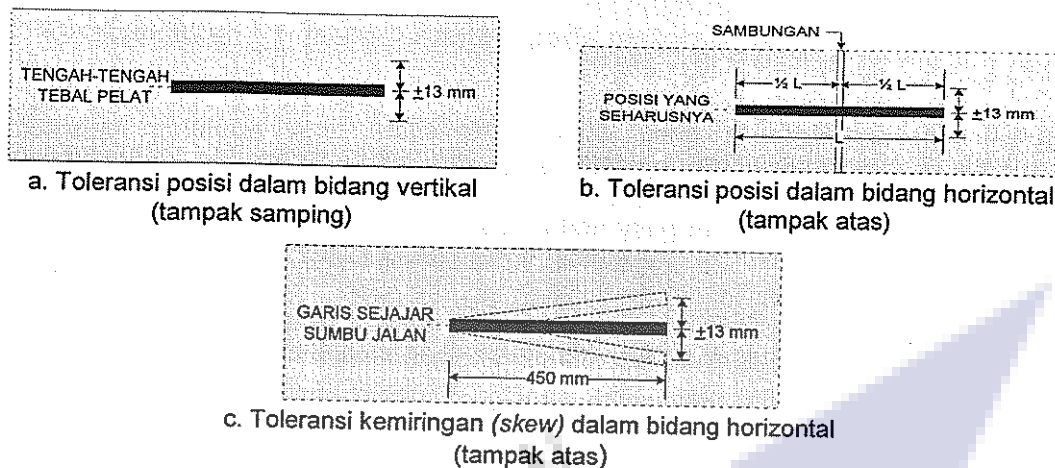 TENGAH-TENGAH
TEBAL PELAT
±13 mm
a. Toleransi posisi dalam bidang vertikal
(tampak samping)
SAMBUNGAN
½ L
½ L
POSISI YANG
SEHARUSNYA
±13 mm
L
b. Toleransi posisi dalam bidang horizontal
(tampak atas)
GARIS SEJAJAR
SUMBU JALAN
±13 mm
450 mm
c. Toleransi kemiringan (skew) dalam bidang horizontal
(tampak atas)